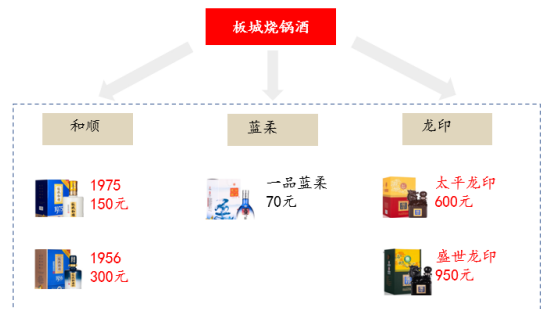 板城烧锅酒
和顺
蓝柔
龙印
1975
150元
一品蓝柔
70元
太平龙印
600元
1956
300元
盛世龙印
950元